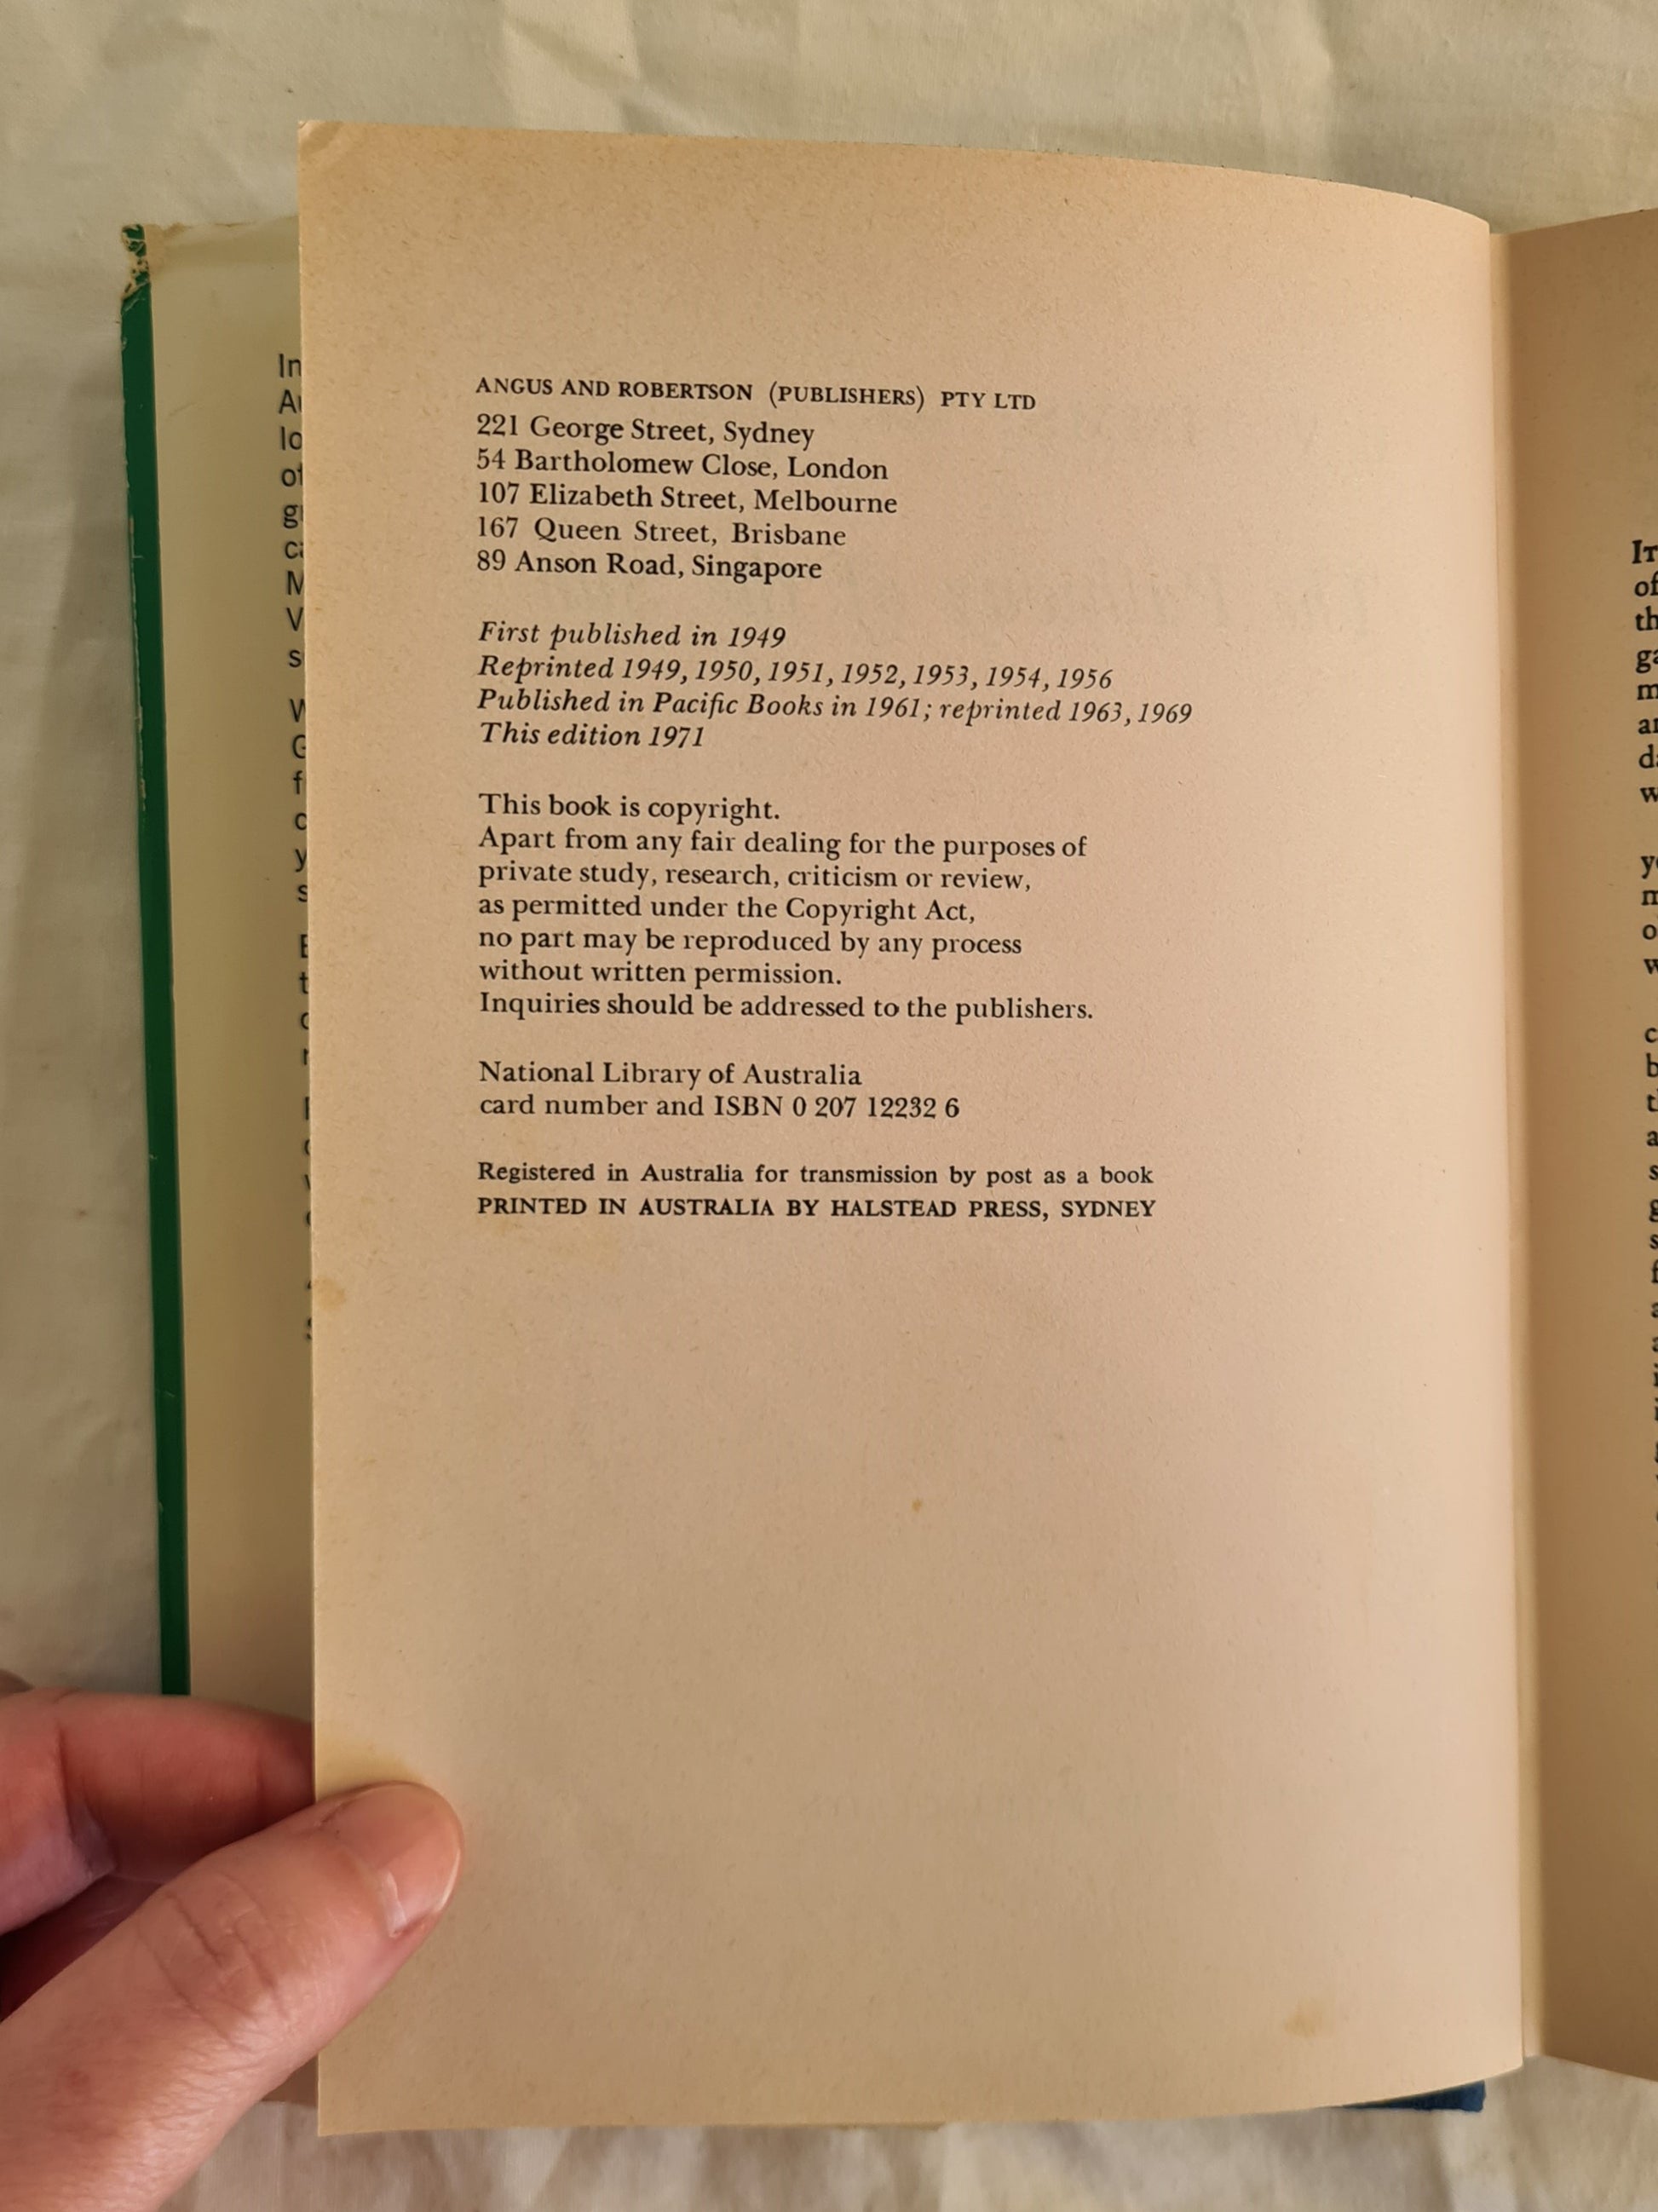 ANGUS AND ROBERTSON (PUBLISHERS) PTY LTD
221 George Street, Sydney
54 Bartholomew Close, London
107 Elizabeth Street, Melbourne
167 Queen Street, Brisbane
89 Anson Road, Singapore
First published in 1949
Reprinted 1949, 1950, 1951, 1952, 1953, 1954, 1956
Published in Pacific Books in 1961; reprinted 1963, 1969
This edition 1971
This book is copyright.
Apart from any fair dealing for the purposes of
private study, research, criticism or review,
as permitted under the Copyright Act,
no part may be reproduced by any process
without written permission.
Inquiries should be addressed to the publishers.
National Library of Australia
card number and ISBN 0 207 12232 6
Registered in Australia for transmission by post as a book
PRINTED IN AUSTRALIA BY HALSTEAD PRESS, SYDNEY